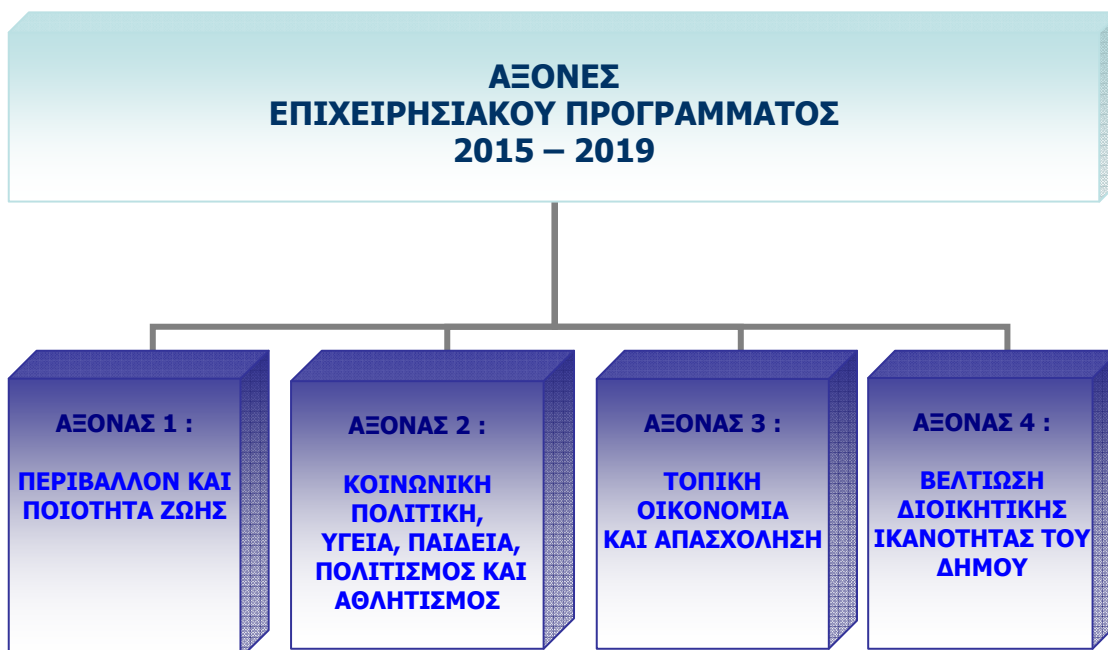 ΑΞΟΝΕΣ
ΕΠΙΧΕΙΡΗΣΙΑΚΟΥ ΠΡΟΓΡΑΜΜΑΤΟΣ
2015 – 2019
ΑΞΟΝΑΣ 1 :
ΠΕΡΙΒΑΛΛΟΝ ΚΑΙ
ΠΟΙΟΤΗΤΑ ΖΩΗΣ
ΑΞΟΝΑΣ 2 :
ΚΟΙΝΩΝΙΚΗ
ΠΟΛΙΤΙΚΗ,
ΥΓΕΙΑ, ΠΑΙΔΕΙΑ,
ΠΟΛΙΤΙΣΜΟΣ ΚΑΙ
ΑΘΛΗΤΙΣΜΟΣ
ΑΞΟΝΑΣ 3 :
ΤΟΠΙΚΗ
ΟΙΚΟΝΟΜΙΑ
ΚΑΙ ΑΠΑΣΧΟΛΗΣΗ
ΑΞΟΝΑΣ 4 :
ΒΕΛΤΙΩΣΗ
ΔΙΟΙΚΗΤΙΚΗΣ
ΙΚΑΝΟΤΗΤΑΣ ΤΟΥ
ΔΗΜΟΥ